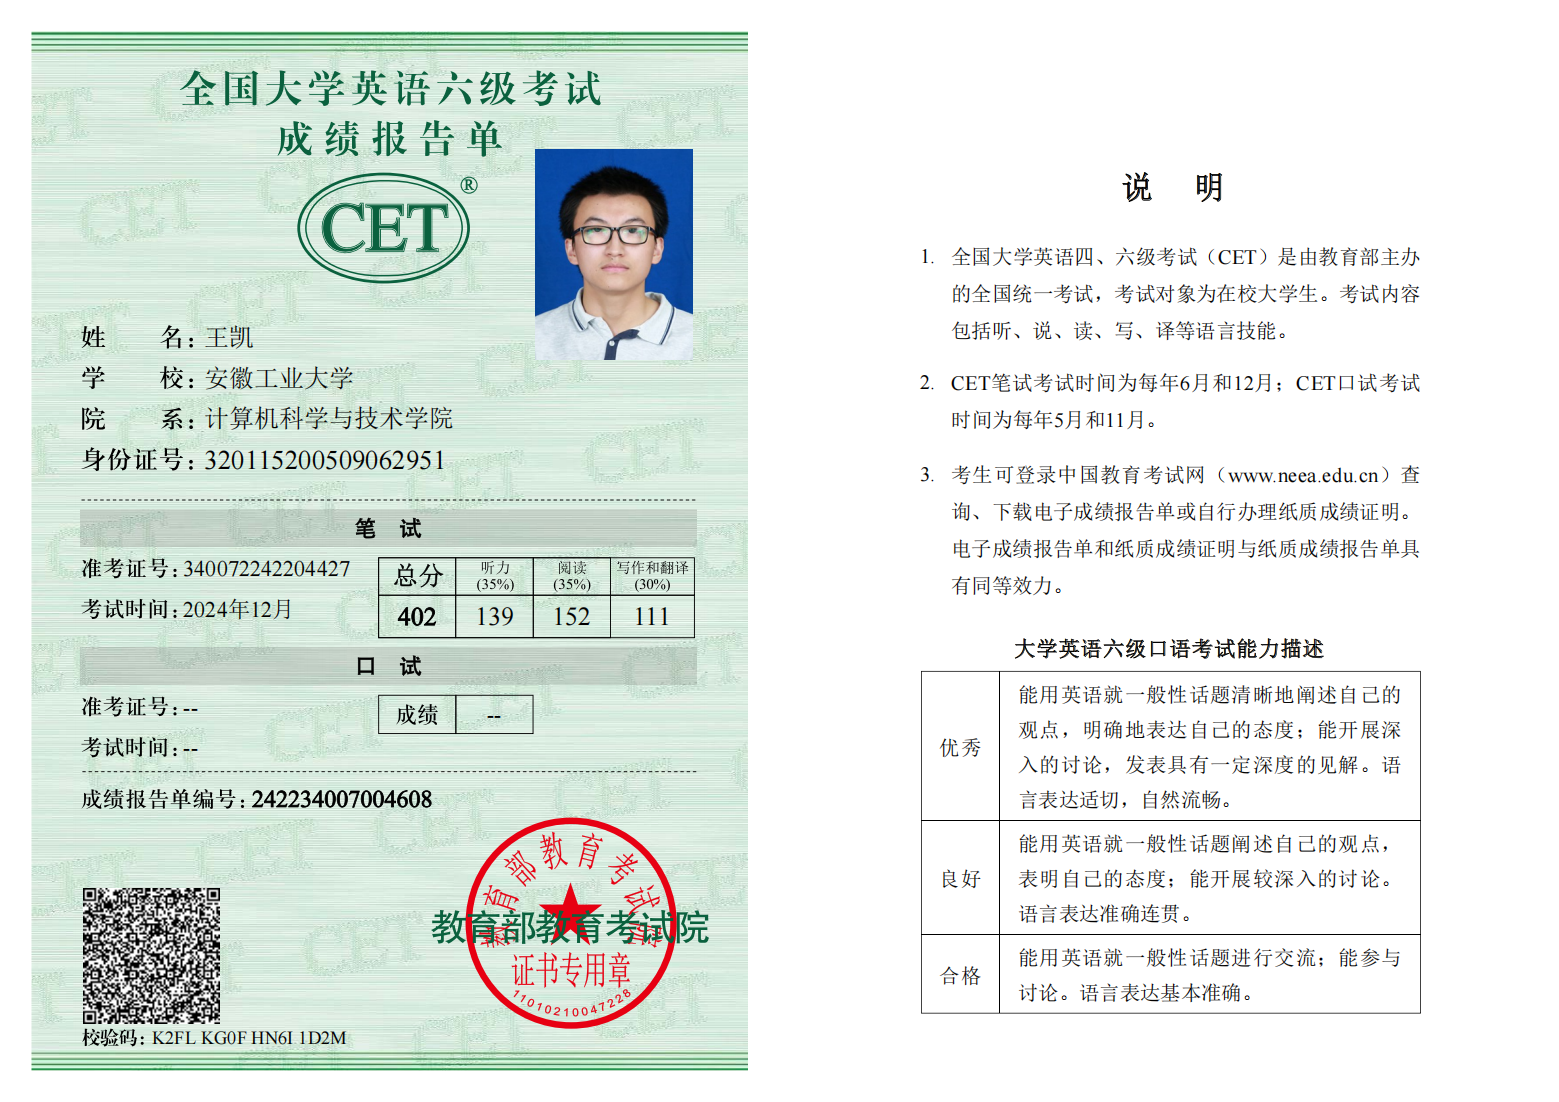 全国大学英语六级考试
成绩报告单
CET®
姓名：王凯
学校：安徽工业大学
院系：计算机科学与技术学院
身份证号：320115200509062951
笔 试
准考证号：340072242204427
考试时间：2024年12月
总分 听力(35%) 阅读(35%) 写作和翻译(30%)
402 139 152 111
口 试
准考证号：--
考试时间：--
成绩 --
成绩报告单编号：242234007004608
教育部教育考试院
教育部教育考试院
证书专用章
11010210047228
校验码：K2FL KG0F HN6I 1D2M
说 明
1. 全国大学英语四、六级考试（CET）是由教育部主办
的全国统一考试，考试对象为在校大学生。考试内容
包括听、说、读、写、译等语言技能。
2. CET笔试考试时间为每年6月和12月；CET口试考试
时间为每年5月和11月。
3. 考生可登录中国教育考试网（www.neea.edu.cn）查
询、下载电子成绩报告单或自行办理纸质成绩证明。
电子成绩报告单和纸质成绩证明与纸质成绩报告单具
有同等效力。
大学英语六级口语考试能力描述
优秀
能用英语就一般性话题清晰地阐述自己的
观点，明确地表达自己的态度；能开展深
入的讨论，发表具有一定深度的见解。语
言表达适切，自然流畅。
良好
能用英语就一般性话题阐述自己的观点，
表明自己的态度；能开展较深入的讨论。
语言表达准确连贯。
合格
能用英语就一般性话题进行交流；能参与
讨论。语言表达基本准确。